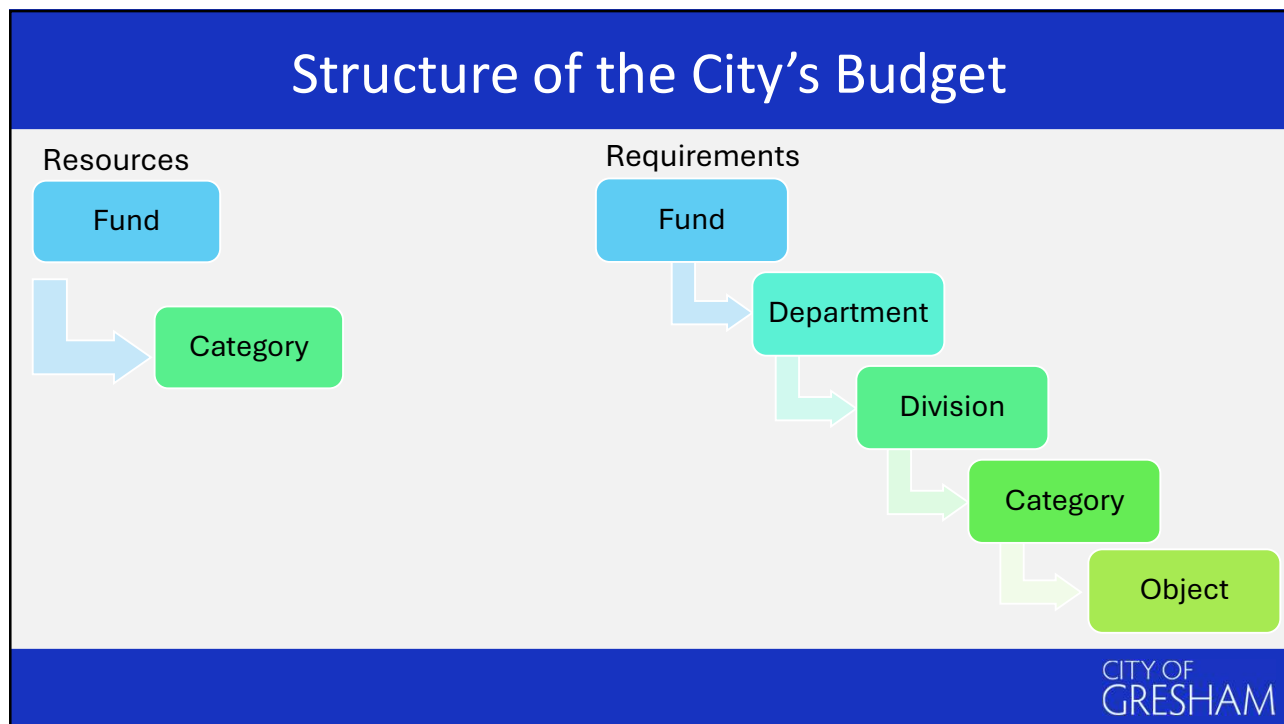 Structure of the City’s Budget
Resources
Fund
Category
Requirements
Fund
Department
Division
Category
Object
CITY OF
GRESHAM